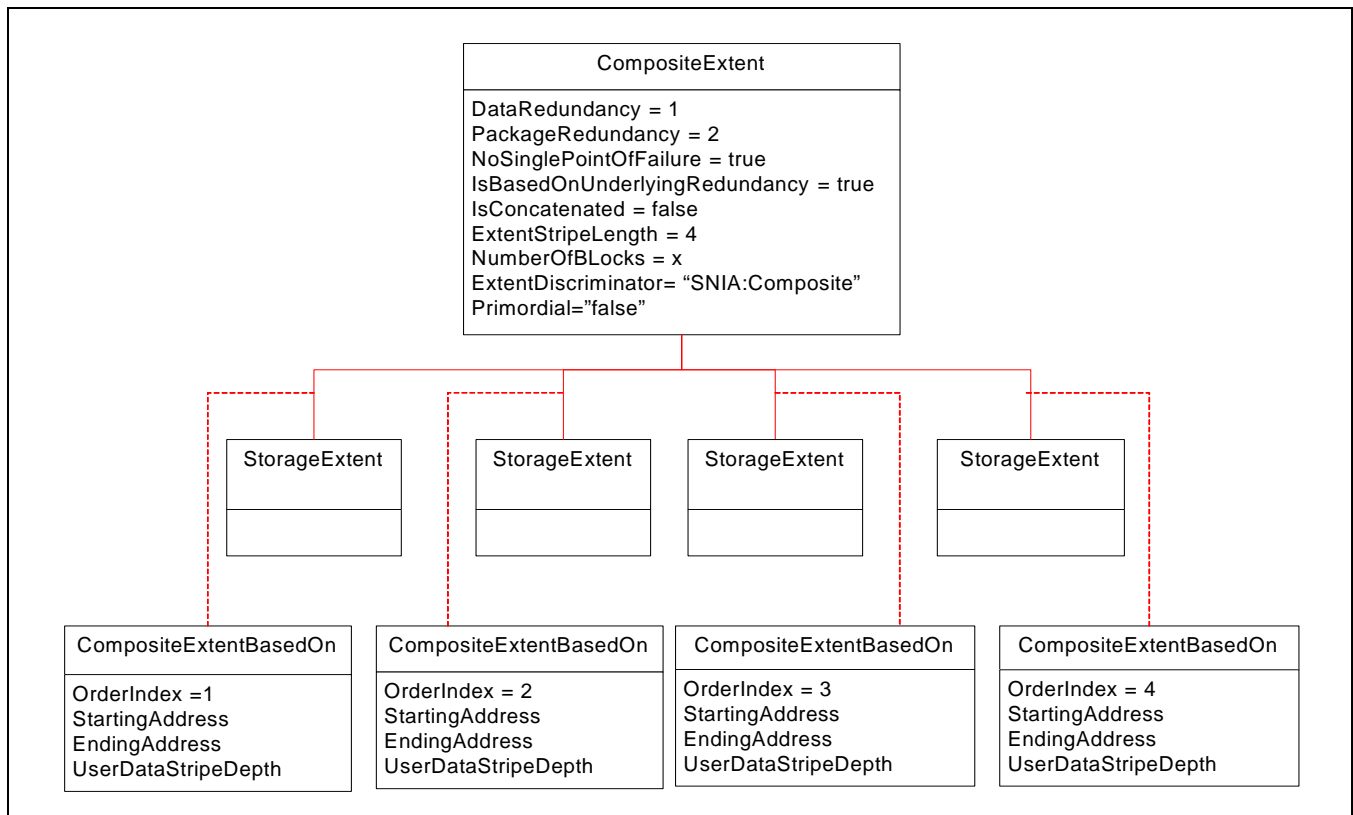 CompositeExtent
DataRedundancy = 1
PackageRedundancy = 2
NoSinglePointOfFailure = true
IsBasedOnUnderlyingRedundancy = true
IsConcatenated = false
ExtentStripeLength = 4
NumberOfBLocks = x
ExtentDiscriminator= “SNIA:Composite”
Primordial=”false”
StorageExtent
StorageExtent
StorageExtent
StorageExtent
CompositeExtentBasedOn
OrderIndex =1
StartingAddress
EndingAddress
UserDataStripeDepth
CompositeExtentBasedOn
OrderIndex = 2
StartingAddress
EndingAddress
UserDataStripeDepth
CompositeExtentBasedOn
OrderIndex = 3
StartingAddress
EndingAddress
UserDataStripeDepth
CompositeExtentBasedOn
OrderIndex = 4
StartingAddress
EndingAddress
UserDataStripeDepth